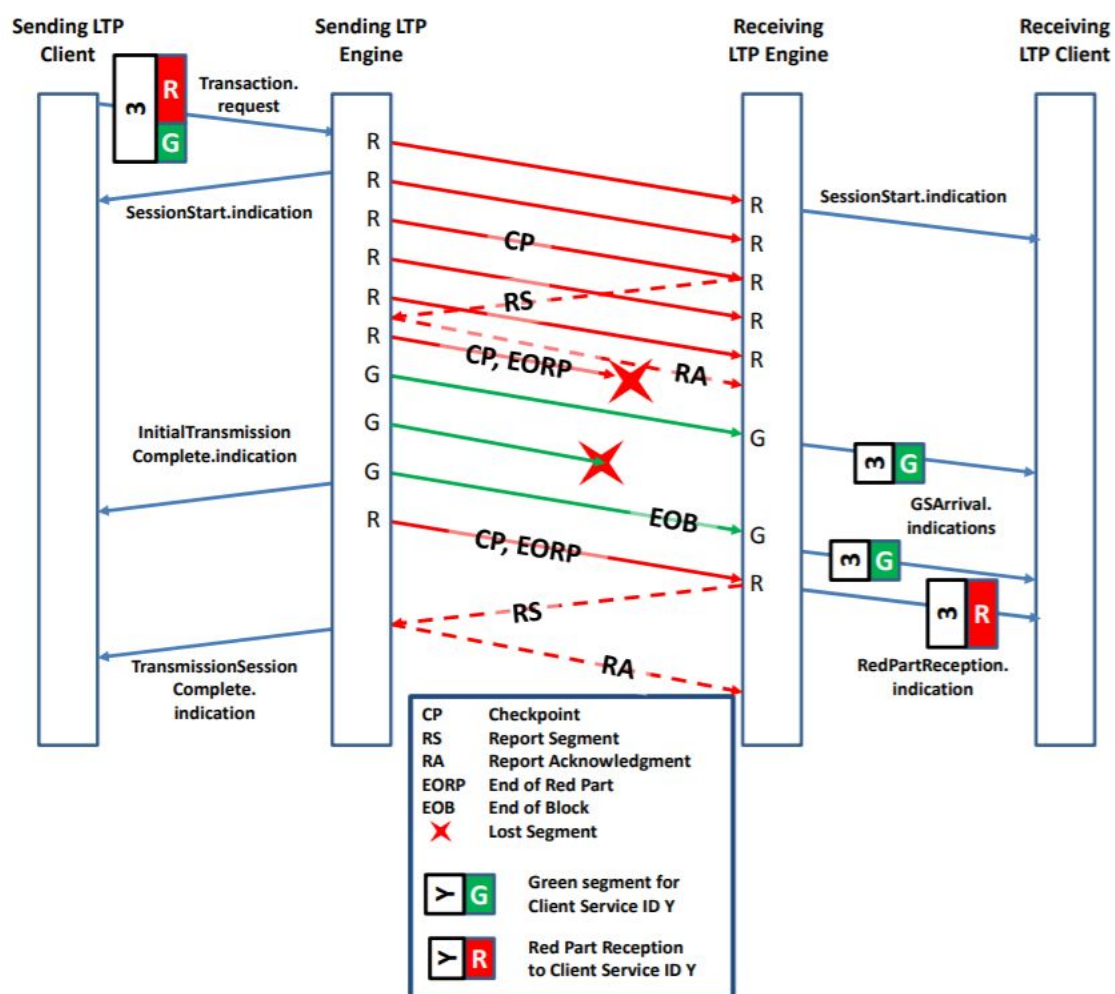 Sending LTP
Client
Sending LTP
Engine
Receiving
LTP Engine
Receiving
LTP Client
3
R
G
Transaction.
request
R
R
SessionStart.indication
R
R
SessionStart.indication
R
CP
R
R
RS
R
R
R
R
CP, EORP
RA
G
G
G
InitialTransmission
Complete.indication
3
G
G
GSArrival.
indications
EOB
G
R
CP, EORP
3
G
R
RS
3
R
TransmissionSession
Complete.
indication
RA
RedPartReception.
indication
CP Checkpoint
RS Report Segment
RA Report Acknowledgment
EORP End of Red Part
EOB End of Block
Lost Segment
Y
G
Green segment for
Client Service ID Y
Y
R
Red Part Reception
to Client Service ID Y